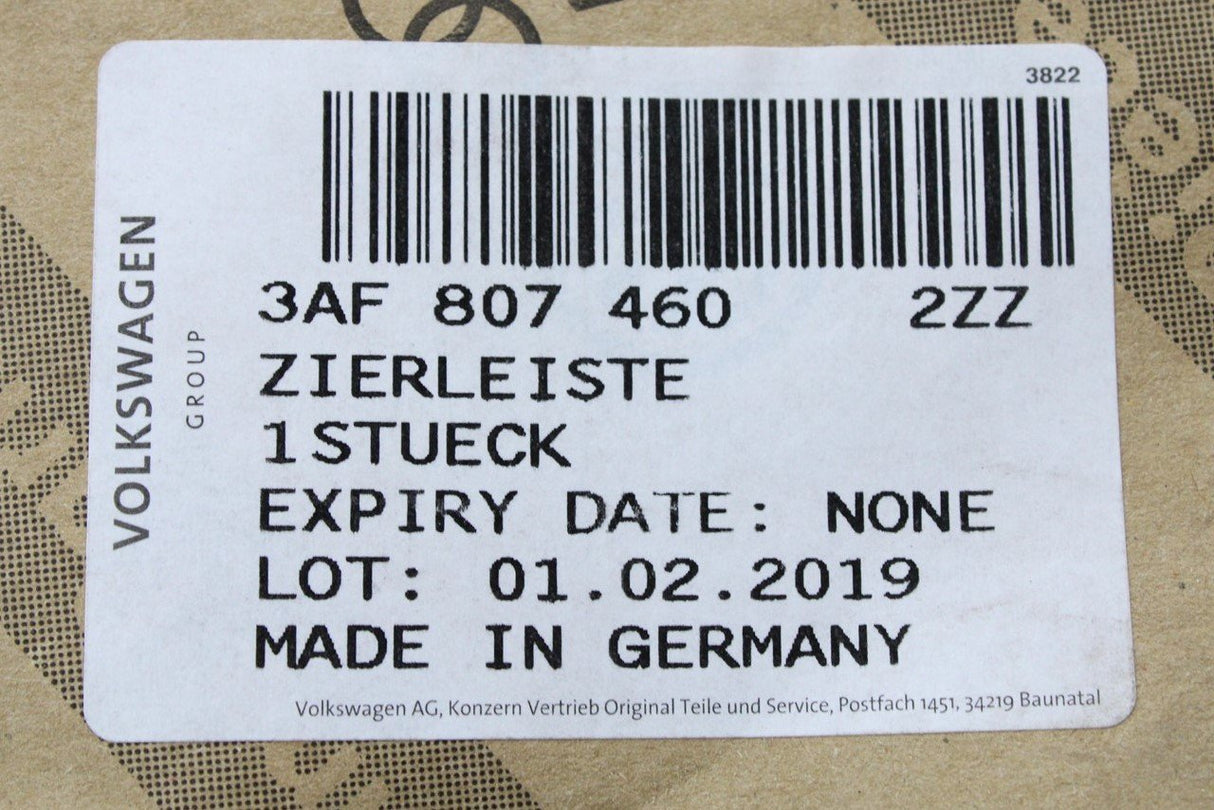 3822
VOLKSWAGEN
GROUP
3AF 807 460 2ZZ
ZIERLEISTE
1STUECK
EXPIRY DATE: NONE
LOT: 01.02.2019
MADE IN GERMANY
Volkswagen AG, Konzern Vertrieb Original Teile und Service, Postfach 1451, 34219 Baunatal